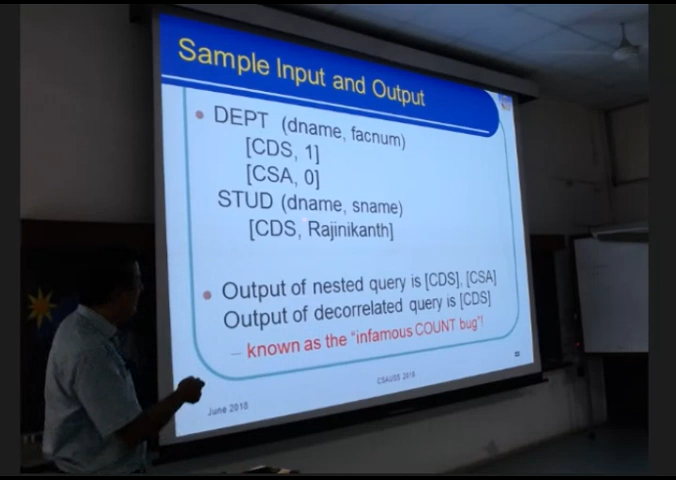 Sample Input and Output
• DEPT (dname, facnum)
[CDS, 1]
[CSA, 0]
STUD (dname, sname)
[CDS, Rajinikanth]
• Output of nested query is [CDS], [CSA]
Output of decorrelated query is [CDS]
– known as the "infamous COUNT bug"!
June 2018
CSAUSS 2018